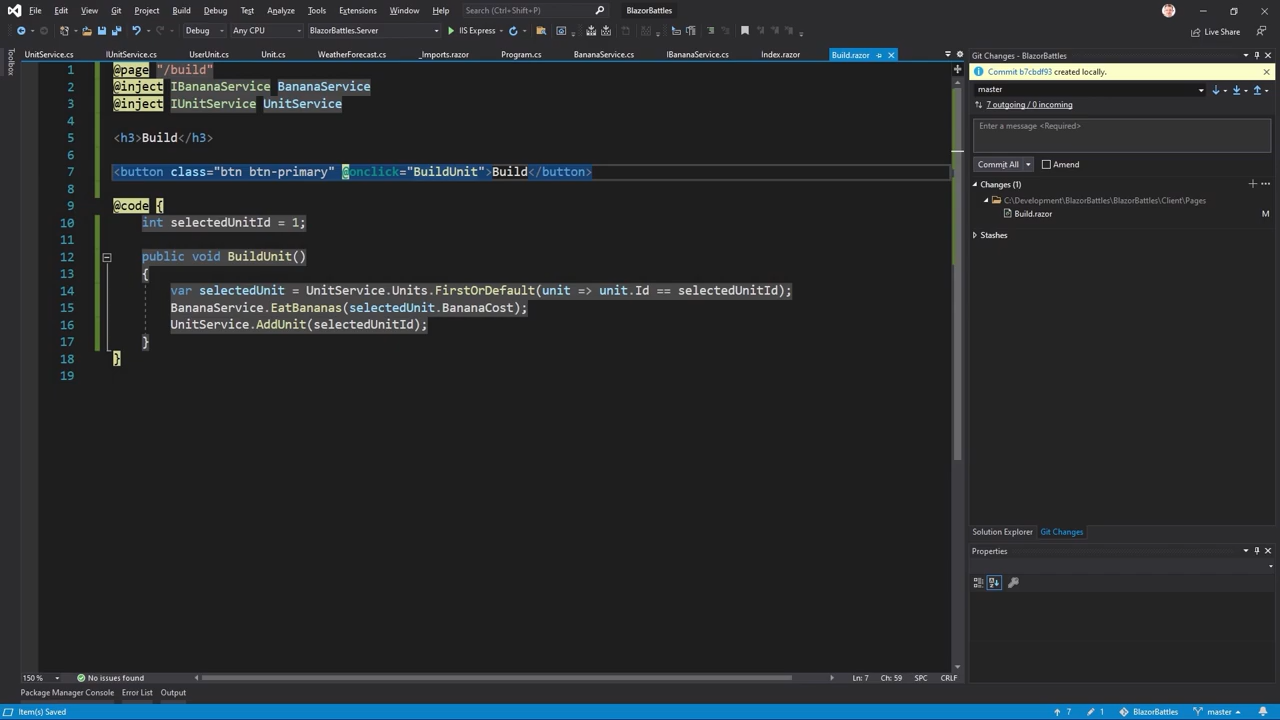 File Edit View Git Project Build Debug Test Analyze Tools Extensions Window Help Search (Ctrl+Shift+P) BlazorBattles
Debug Any CPU BlazorBattles.Server IIS Express Live Share
Toolbox
UnitService.cs IUnitService.cs UserUnit.cs Unit.cs WeatherForecast.cs _Imports.razor Program.cs BananaService.cs IBananaService.cs Index.razor Build.razor
1 @page "/build"
2 @inject IBananaService BananaService
3 @inject IUnitService UnitService
4
5 <h3>Build</h3>
6
7 <button class="btn btn-primary" @onclick="BuildUnit">Build</button>
8
9 @code {
10 int selectedUnitId = 1;
11
12 public void BuildUnit()
13 {
14 var selectedUnit = UnitService.Units.FirstOrDefault(unit => unit.Id == selectedUnitId);
15 BananaService.EatBananas(selectedUnit.BananaCost);
16 UnitService.AddUnit(selectedUnitId);
17 }
18 }
19
150 % No issues found Ln: 7 Ch: 59 SPC CRLF
Package Manager Console Error List Output
Git Changes - BlazorBattles
Commit b7cbdf93 created locally.
master
7 outgoing / 0 incoming
Enter a message <Required>
Commit All Amend
Changes (1)
C:\Development\BlazorBattles\BlazorBattles\Client\Pages
Build.razor M
Stashes
Solution Explorer Git Changes
Properties
Item(s) Saved 7 1 BlazorBattles master